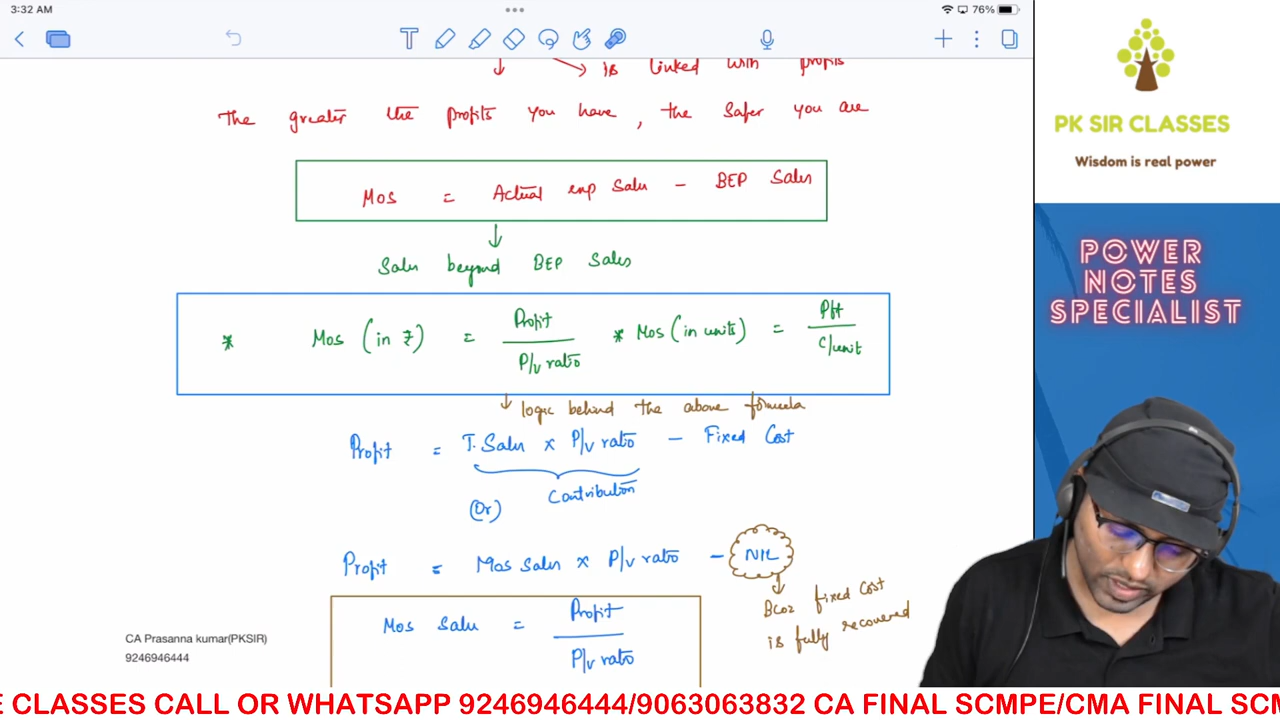 3:32 AM
76%
is linked with profits
The greater the profits you have, the safer you are
Mos = Actual exp Sales - BEP Sales
Sales beyond BEP Sales
* Mos (in ₹) = Profit / P/v ratio * Mos (in units) = Pft / C/unit
logic behind the above formula
Profit = T. Sales × P/v ratio - Fixed Cost
Contribution
(Or)
Profit = Mos Sales × P/v ratio - NIL
Bcoz fixed cost
is fully recovered
Mos Sales = Profit / P/v ratio
CA Prasanna kumar(PKSIR)
9246946444
PK SIR CLASSES
Wisdom is real power
POWER
NOTES
SPECIALIST
E CLASSES CALL OR WHATSAPP 9246946444/9063063832 CA FINAL SCMPE/CMA FINAL SCM